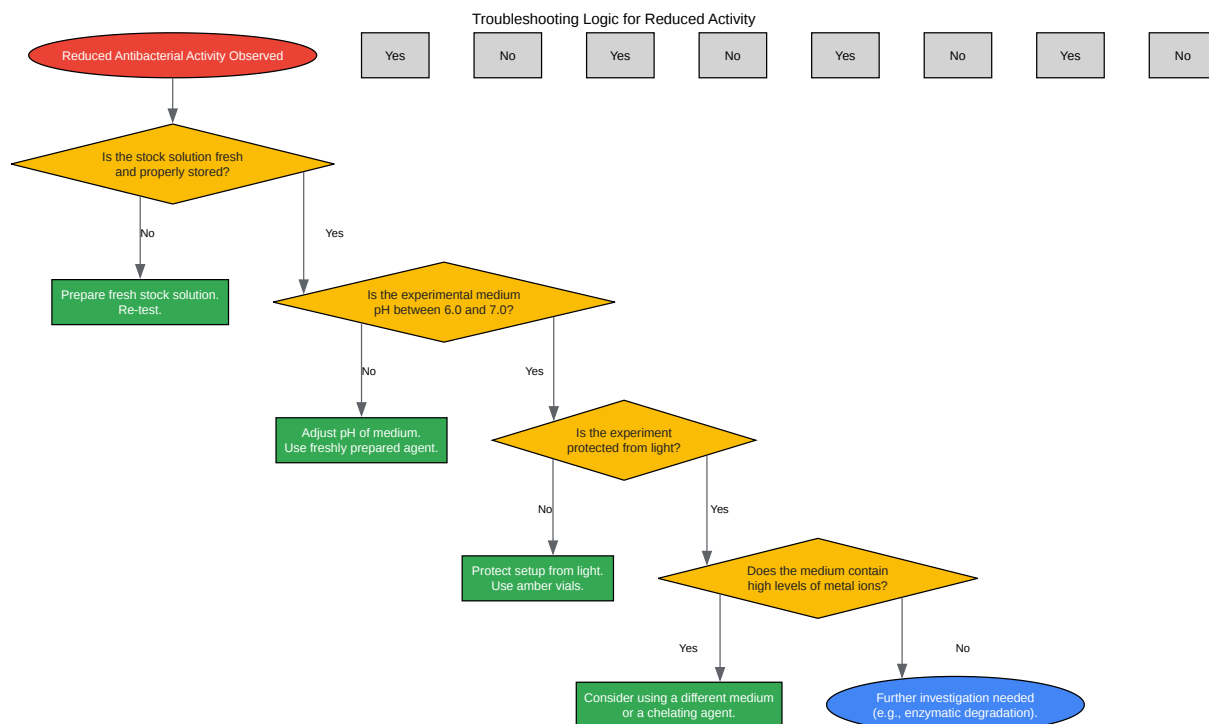 Troubleshooting Logic for Reduced Activity
Reduced Antibacterial Activity Observed
Yes
No
Yes
No
Yes
No
Yes
No
Is the stock solution fresh
and properly stored?
No
Yes
Prepare fresh stock solution.
Re-test.
Is the experimental medium
pH between 6.0 and 7.0?
No
Yes
Adjust pH of medium.
Use freshly prepared agent.
Is the experiment
protected from light?
No
Yes
Protect setup from light.
Use amber vials.
Does the medium contain
high levels of metal ions?
Yes
No
Consider using a different medium
or a chelating agent.
Further investigation needed
(e.g., enzymatic degradation).